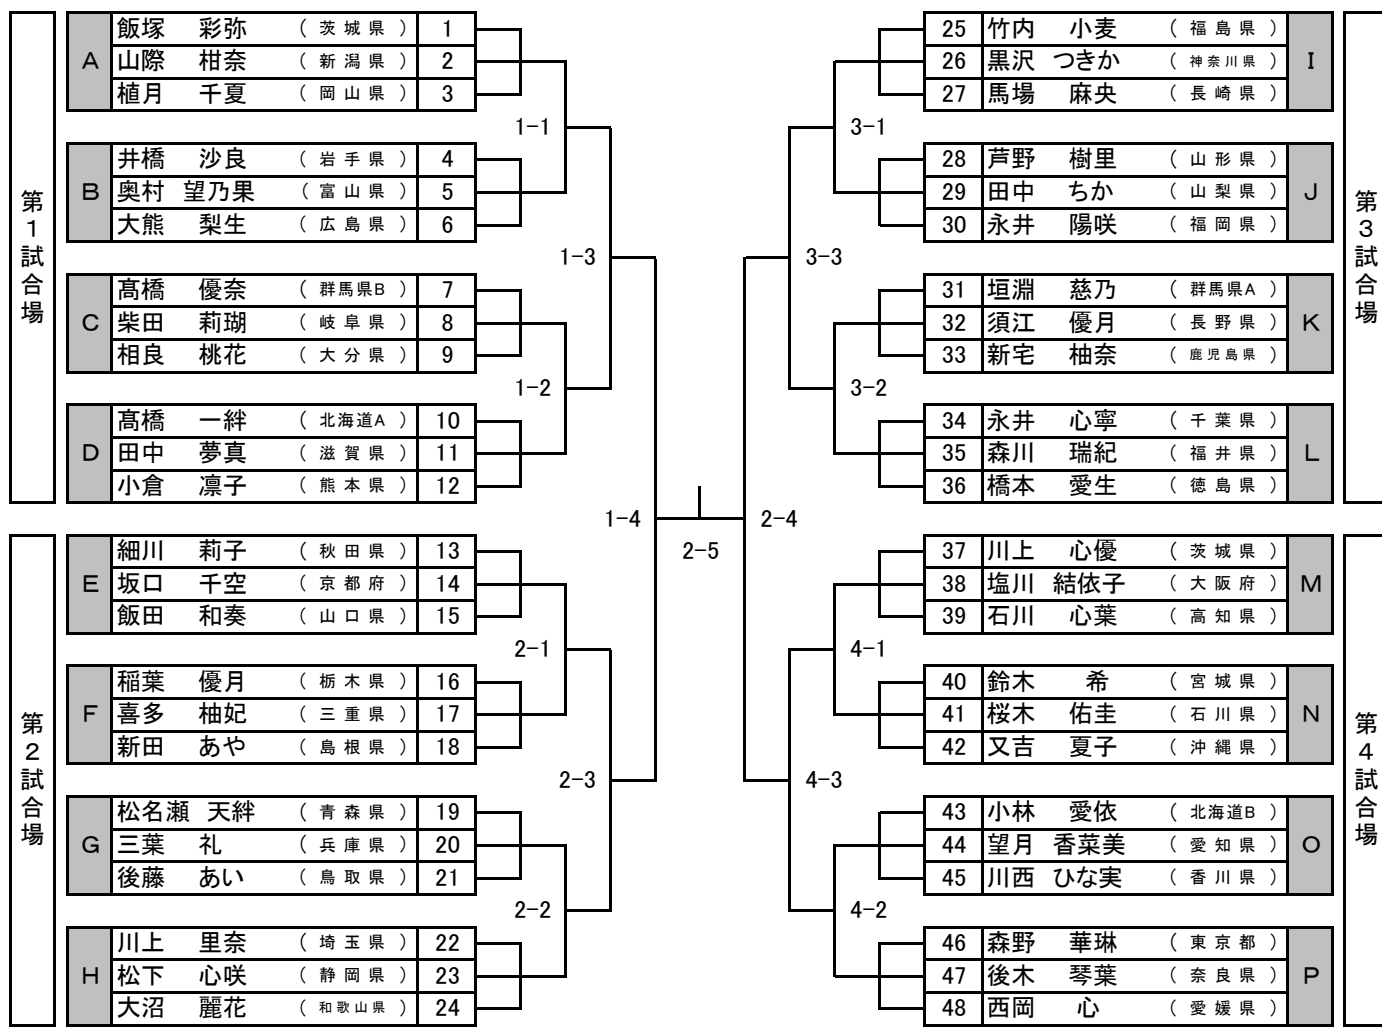 第1試合場
A
飯塚 彩弥 （ 茨城県 ） 1
山際 柑奈 （ 新潟県 ） 2
植月 千夏 （ 岡山県 ） 3
1-1
B
井橋 沙良 （ 岩手県 ） 4
奥村 望乃果 （ 富山県 ） 5
大熊 梨生 （ 広島県 ） 6
1-3
C
髙橋 優奈 （ 群馬県B ） 7
柴田 莉瑚 （ 岐阜県 ） 8
相良 桃花 （ 大分県 ） 9
1-2
D
髙橋 一絆 （ 北海道A ） 10
田中 夢真 （ 滋賀県 ） 11
小倉 凛子 （ 熊本県 ） 12
1-4
第2試合場
E
細川 莉子 （ 秋田県 ） 13
坂口 千空 （ 京都府 ） 14
飯田 和奏 （ 山口県 ） 15
2-1
F
稲葉 優月 （ 栃木県 ） 16
喜多 柚妃 （ 三重県 ） 17
新田 あや （ 島根県 ） 18
2-3
G
松名瀬 天絆 （ 青森県 ） 19
三葉 礼 （ 兵庫県 ） 20
後藤 あい （ 鳥取県 ） 21
2-2
H
川上 里奈 （ 埼玉県 ） 22
松下 心咲 （ 静岡県 ） 23
大沼 麗花 （ 和歌山県 ） 24
2-5
第3試合場
25 竹内 小麦 （ 福島県 ）
26 黒沢 つきか （ 神奈川県 ）
27 馬場 麻央 （ 長崎県 ）
I
3-1
28 芦野 樹里 （ 山形県 ）
29 田中 ちか （ 山梨県 ）
30 永井 陽咲 （ 福岡県 ）
J
3-3
31 垣淵 慈乃 （ 群馬県A ）
32 須江 優月 （ 長野県 ）
33 新宅 柚奈 （ 鹿児島県 ）
K
3-2
34 永井 心寧 （ 千葉県 ）
35 森川 瑞紀 （ 福井県 ）
36 橋本 愛生 （ 徳島県 ）
L
2-4
第4試合場
37 川上 心優 （ 茨城県 ）
38 塩川 結依子 （ 大阪府 ）
39 石川 心葉 （ 高知県 ）
M
4-1
40 鈴木 希 （ 宮城県 ）
41 桜木 佑圭 （ 石川県 ）
42 又吉 夏子 （ 沖縄県 ）
N
4-3
43 小林 愛依 （ 北海道B ）
44 望月 香菜美 （ 愛知県 ）
45 川西 ひな実 （ 香川県 ）
O
4-2
46 森野 華琳 （ 東京都 ）
47 後木 琴葉 （ 奈良県 ）
48 西岡 心 （ 愛媛県 ）
P